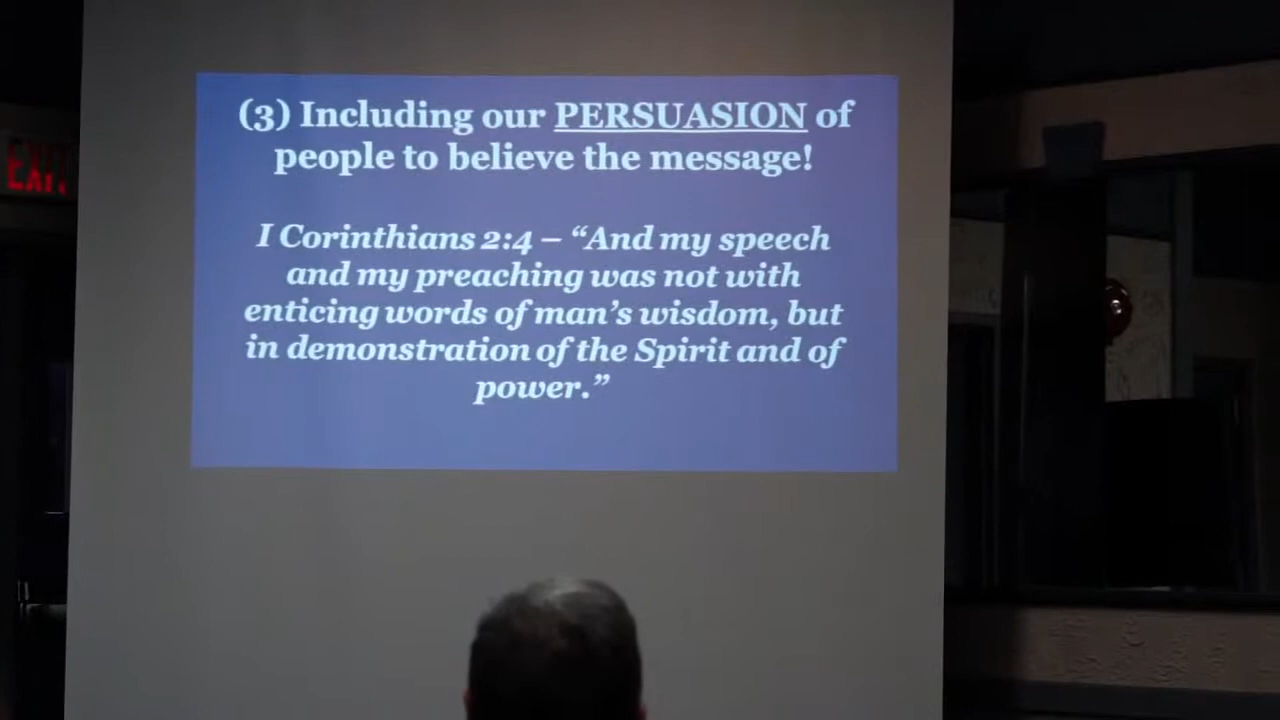 (3) Including our PERSUASION of
people to believe the message!
I Corinthians 2:4 – “And my speech
and my preaching was not with
enticing words of man’s wisdom, but
in demonstration of the Spirit and of
power.”
EXIT